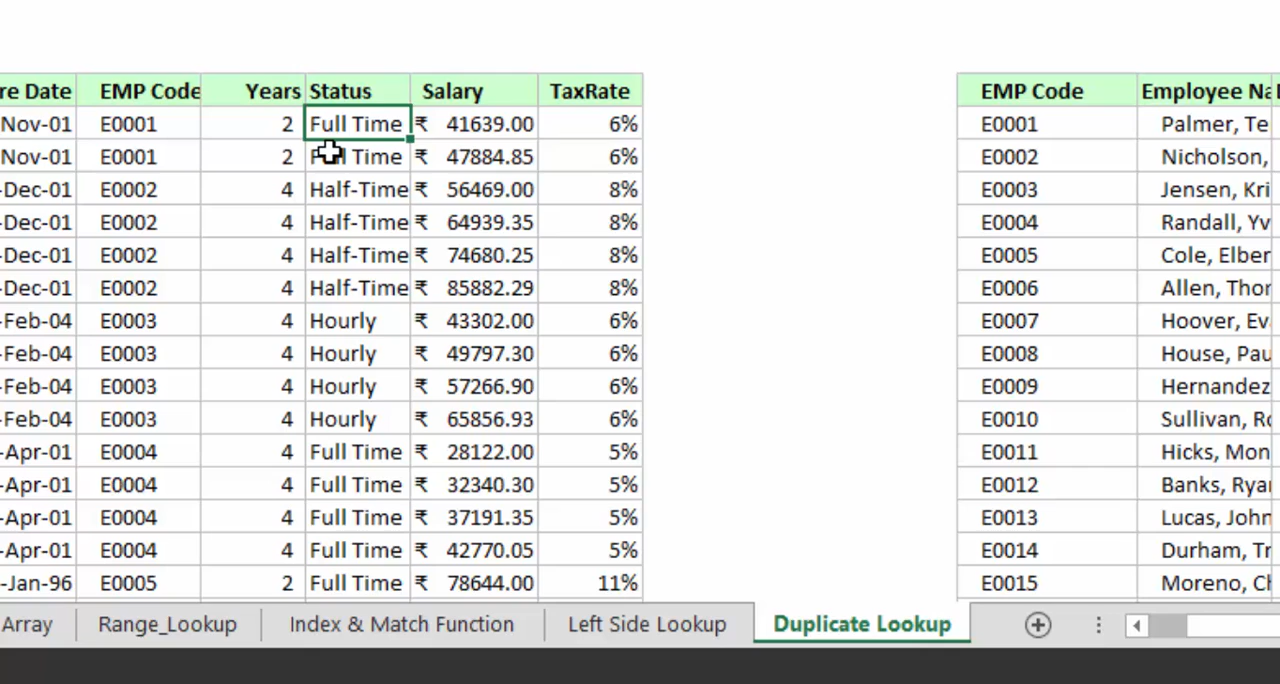 re Date EMP Code Years Status Salary TaxRate EMP Code Employee Na
Nov-01 E0001 2 Full Time ₹ 41639.00 6% E0001 Palmer, Te
Nov-01 E0001 2 Full Time ₹ 47884.85 6% E0002 Nicholson,
-Dec-01 E0002 4 Half-Time ₹ 56469.00 8% E0003 Jensen, Kri
-Dec-01 E0002 4 Half-Time ₹ 64939.35 8% E0004 Randall, Yv
-Dec-01 E0002 4 Half-Time ₹ 74680.25 8% E0005 Cole, Elber
-Dec-01 E0002 4 Half-Time ₹ 85882.29 8% E0006 Allen, Thor
-Feb-04 E0003 4 Hourly ₹ 43302.00 6% E0007 Hoover, Ev
-Feb-04 E0003 4 Hourly ₹ 49797.30 6% E0008 House, Pau
-Feb-04 E0003 4 Hourly ₹ 57266.90 6% E0009 Hernandez
-Feb-04 E0003 4 Hourly ₹ 65856.93 6% E0010 Sullivan, Ro
-Apr-01 E0004 4 Full Time ₹ 28122.00 5% E0011 Hicks, Mon
-Apr-01 E0004 4 Full Time ₹ 32340.30 5% E0012 Banks, Rya
-Apr-01 E0004 4 Full Time ₹ 37191.35 5% E0013 Lucas, John
-Apr-01 E0004 4 Full Time ₹ 42770.05 5% E0014 Durham, Tr
-Jan-96 E0005 2 Full Time ₹ 78644.00 11% E0015 Moreno, Ch
Array Range_Lookup Index & Match Function Left Side Lookup Duplicate Lookup